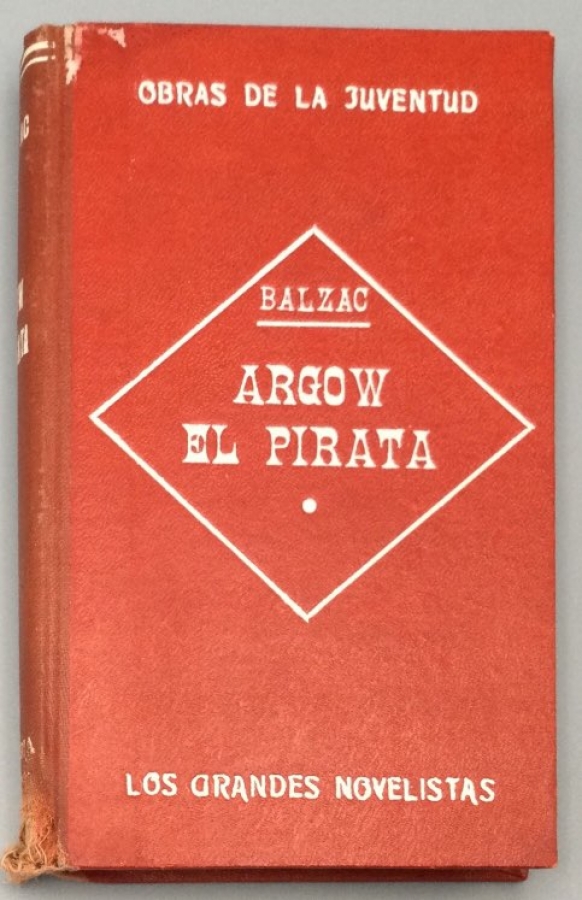 OBRAS DE LA JUVENTUD
BALZAC
ARGOW
EL PIRATA
LOS GRANDES NOVELISTAS